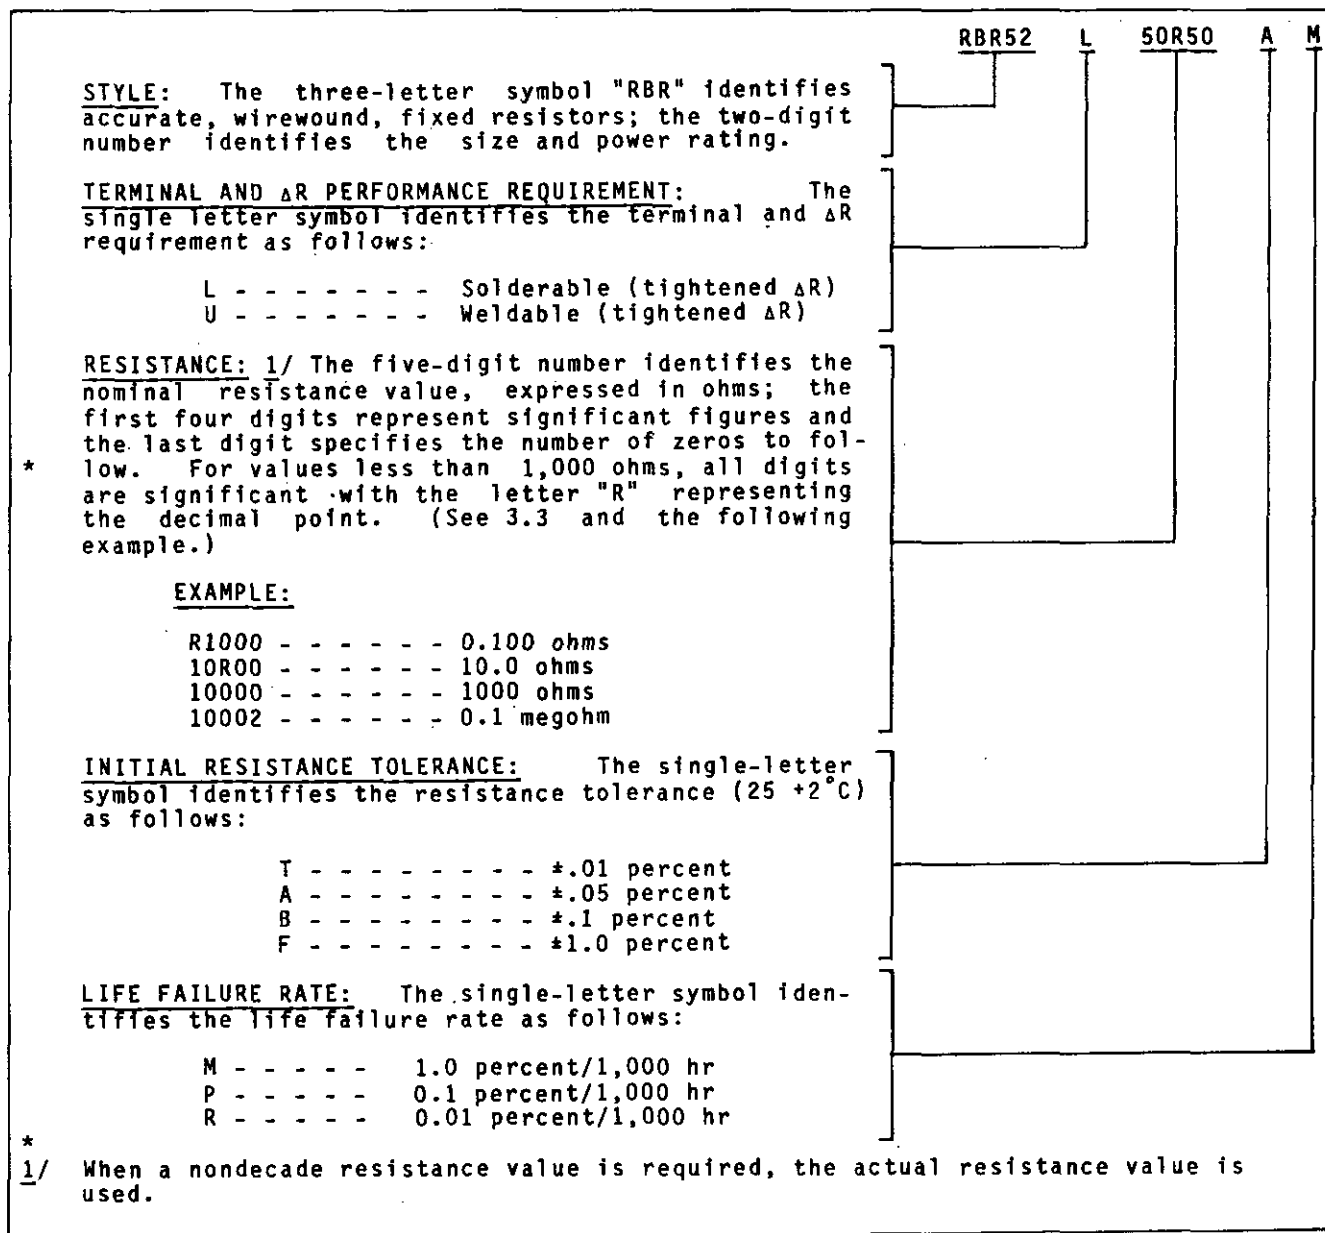 RBR52 L 50R50 A M
STYLE: The three-letter symbol "RBR" identifies
accurate, wirewound, fixed resistors; the two-digit
number identifies the size and power rating.
TERMINAL AND ΔR PERFORMANCE REQUIREMENT: The
single letter symbol identifies the terminal and ΔR
requirement as follows:
L - - - - - - - Solderable (tightened ΔR)
U - - - - - - - Weldable (tightened ΔR)
RESISTANCE: 1/ The five-digit number identifies the
nominal resistance value, expressed in ohms; the
first four digits represent significant figures and
the last digit specifies the number of zeros to fol-
* low. For values less than 1,000 ohms, all digits
are significant with the letter "R" representing
the decimal point. (See 3.3 and the following
example.)
EXAMPLE:
R1000 - - - - - - 0.100 ohms
10R00 - - - - - - 10.0 ohms
10000 - - - - - - 1000 ohms
10002 - - - - - - 0.1 megohm
INITIAL RESISTANCE TOLERANCE: The single-letter
symbol identifies the resistance tolerance (25 +2°C)
as follows:
T - - - - - - - - ±.01 percent
A - - - - - - - - ±.05 percent
B - - - - - - - - ±.1 percent
F - - - - - - - - ±1.0 percent
LIFE FAILURE RATE: The single-letter symbol iden-
tifies the life failure rate as follows:
M - - - - - 1.0 percent/1,000 hr
P - - - - - 0.1 percent/1,000 hr
R - - - - - 0.01 percent/1,000 hr
*
1/ When a nondecade resistance value is required, the actual resistance value is
used.